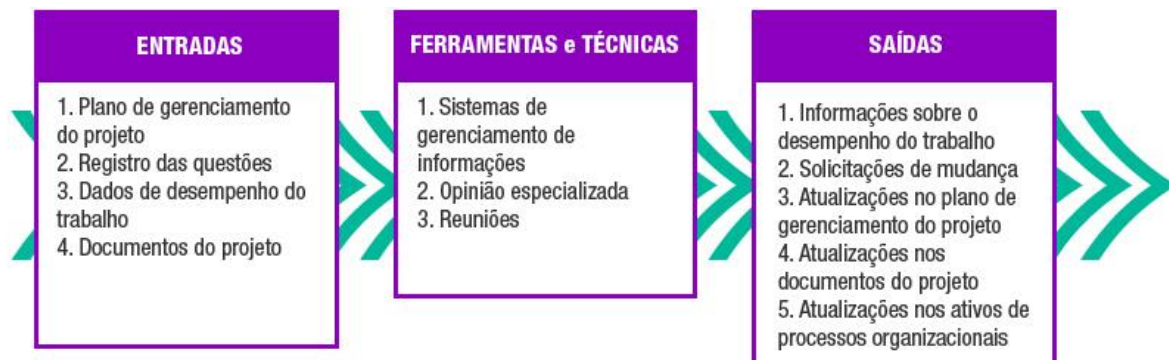 ENTRADAS
1. Plano de gerenciamento
do projeto
2. Registro das questões
3. Dados de desempenho do
trabalho
4. Documentos do projeto
FERRAMENTAS e TÉCNICAS
1. Sistemas de
gerenciamento de
informações
2. Opinião especializada
3. Reuniões
SAÍDAS
1. Informações sobre o
desempenho do trabalho
2. Solicitações de mudança
3. Atualizações no plano de
gerenciamento do projeto
4. Atualizações nos
documentos do projeto
5. Atualizações nos ativos de
processos organizacionais